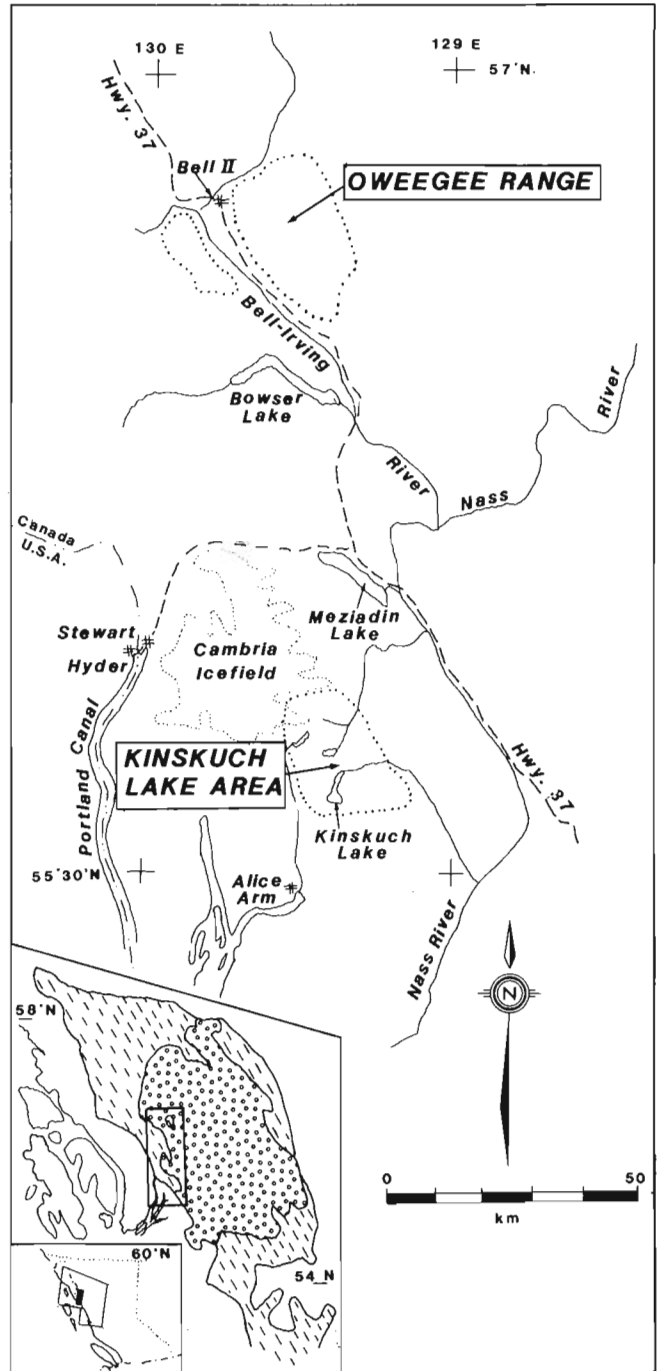 130 E
129 E
57°N.
Hwy. 37
Bell II
OWEEGEE RANGE
Bell-Irving
Bowser
Lake
River
Nass
River
Canada
U.S.A.
Stewart
Hyder
Meziadin
Lake
Cambria
Icefield
Portland Canal
KINSKUCH
LAKE AREA
Hwy. 37
Kinskuch
Lake
55°30'N
Alice
Arm
Nass River
N
58°N
54 N
60°N
0
50
km